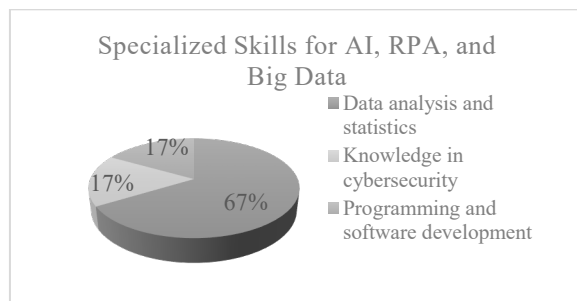 Specialized Skills for AI, RPA, and
Big Data
Data analysis and
statistics
Knowledge in
cybersecurity
Programming and
software development
17%
17%
67%